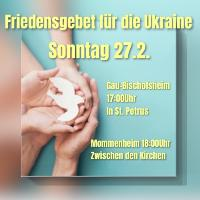 Friedensgebet für die Ukraine
Sonntag 27.2.
Gau-Bischofsheim
17:00Uhr
In St. Petrus
Mommenheim 18:00Uhr
Zwischen den Kirchen